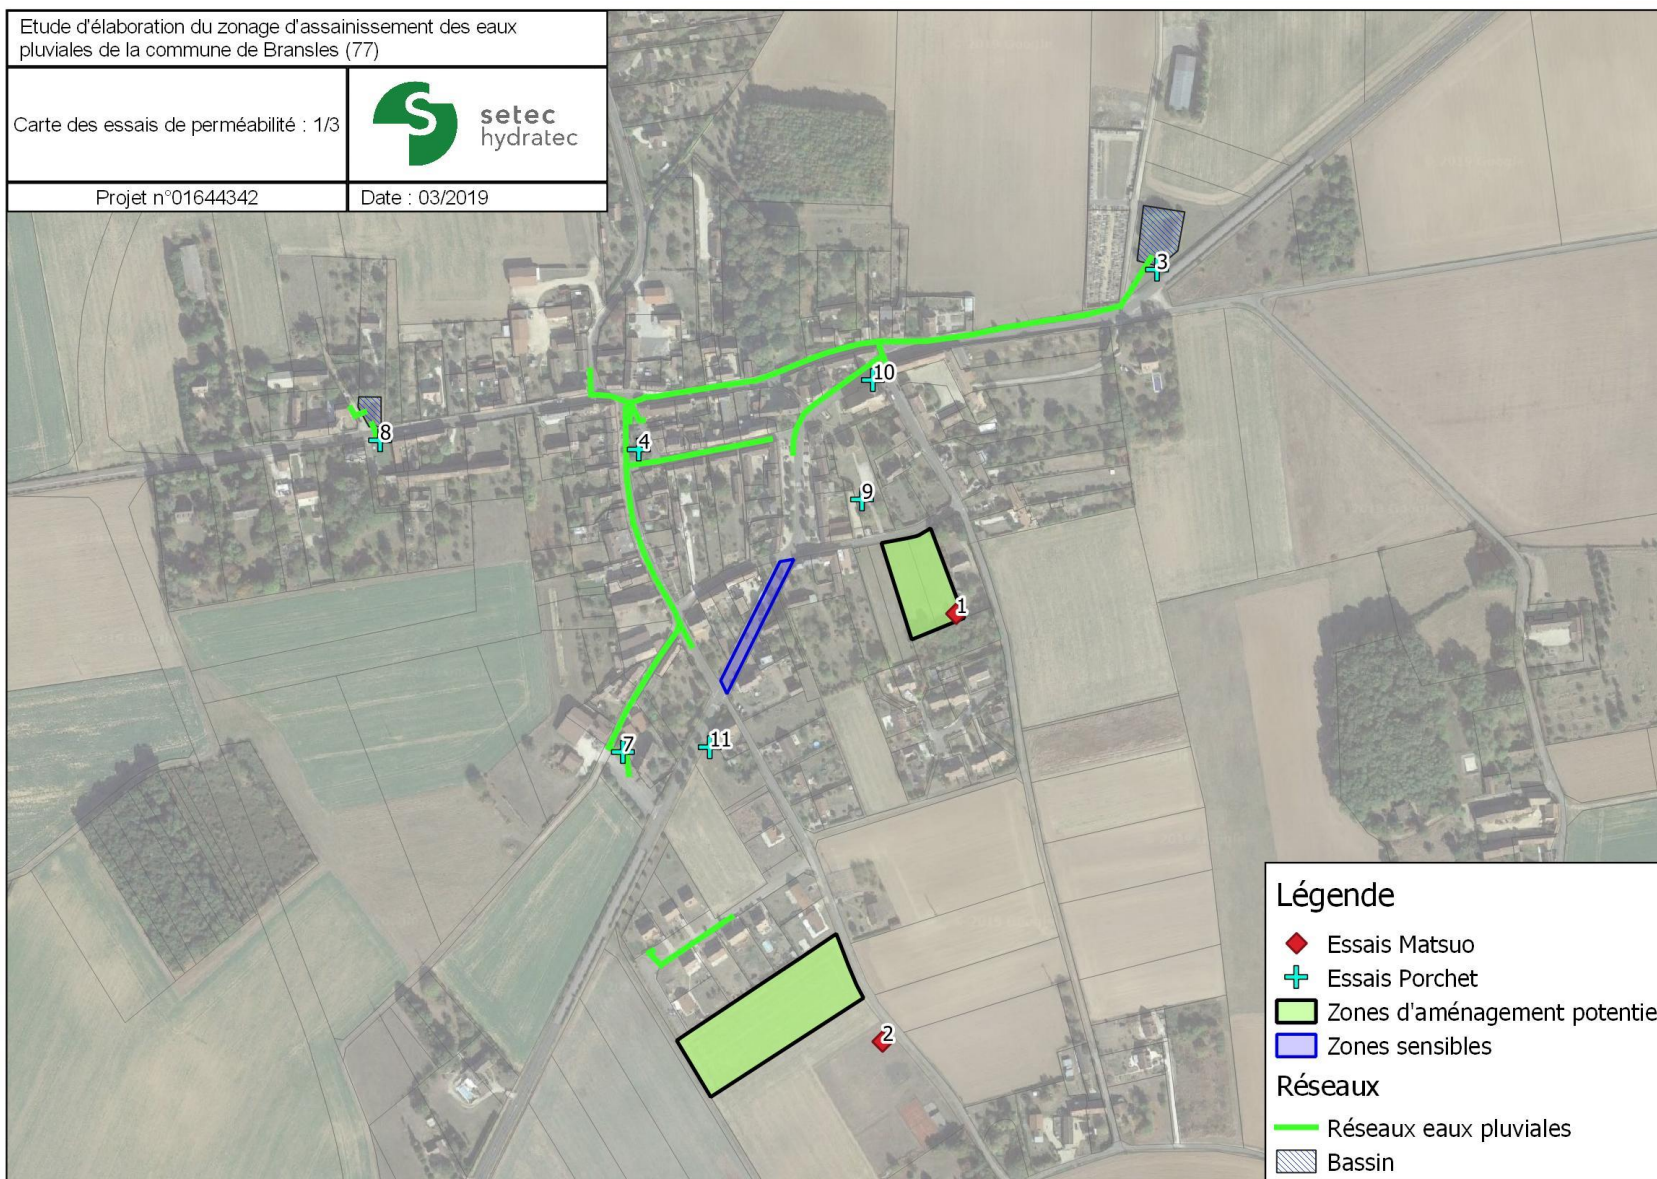 Etude d'élaboration du zonage d'assainissement des eaux
pluviales de la commune de Bransles (77)
Carte des essais de perméabilité : 1/3
setec
hydratec
Projet n°01644342
Date : 03/2019
3
10
8
4
9
1
7
11
2
Légende
Essais Matsuo
Essais Porchet
Zones d'aménagement potentie
Zones sensibles
Réseaux
Réseaux eaux pluviales
Bassin